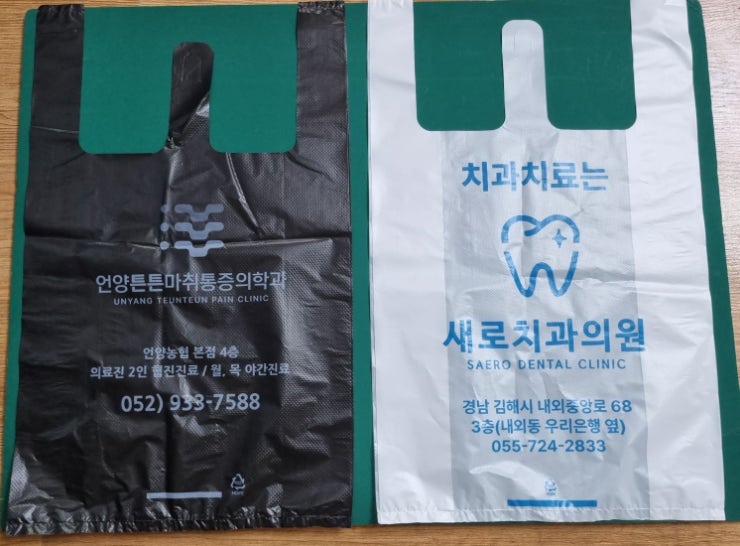 언양튼튼마취통증의학과
UNYANG TEUNTEUN PAIN CLINIC
언양농협 본점 4층
의료진 2인 협진진료 / 월, 목 야간진료
052) 933-7588
HDPE
치과치료는
새로치과의원
SAERO DENTAL CLINIC
경남 김해시 내외중앙로 68
3층(내외동 우리은행 옆)
055-724-2833